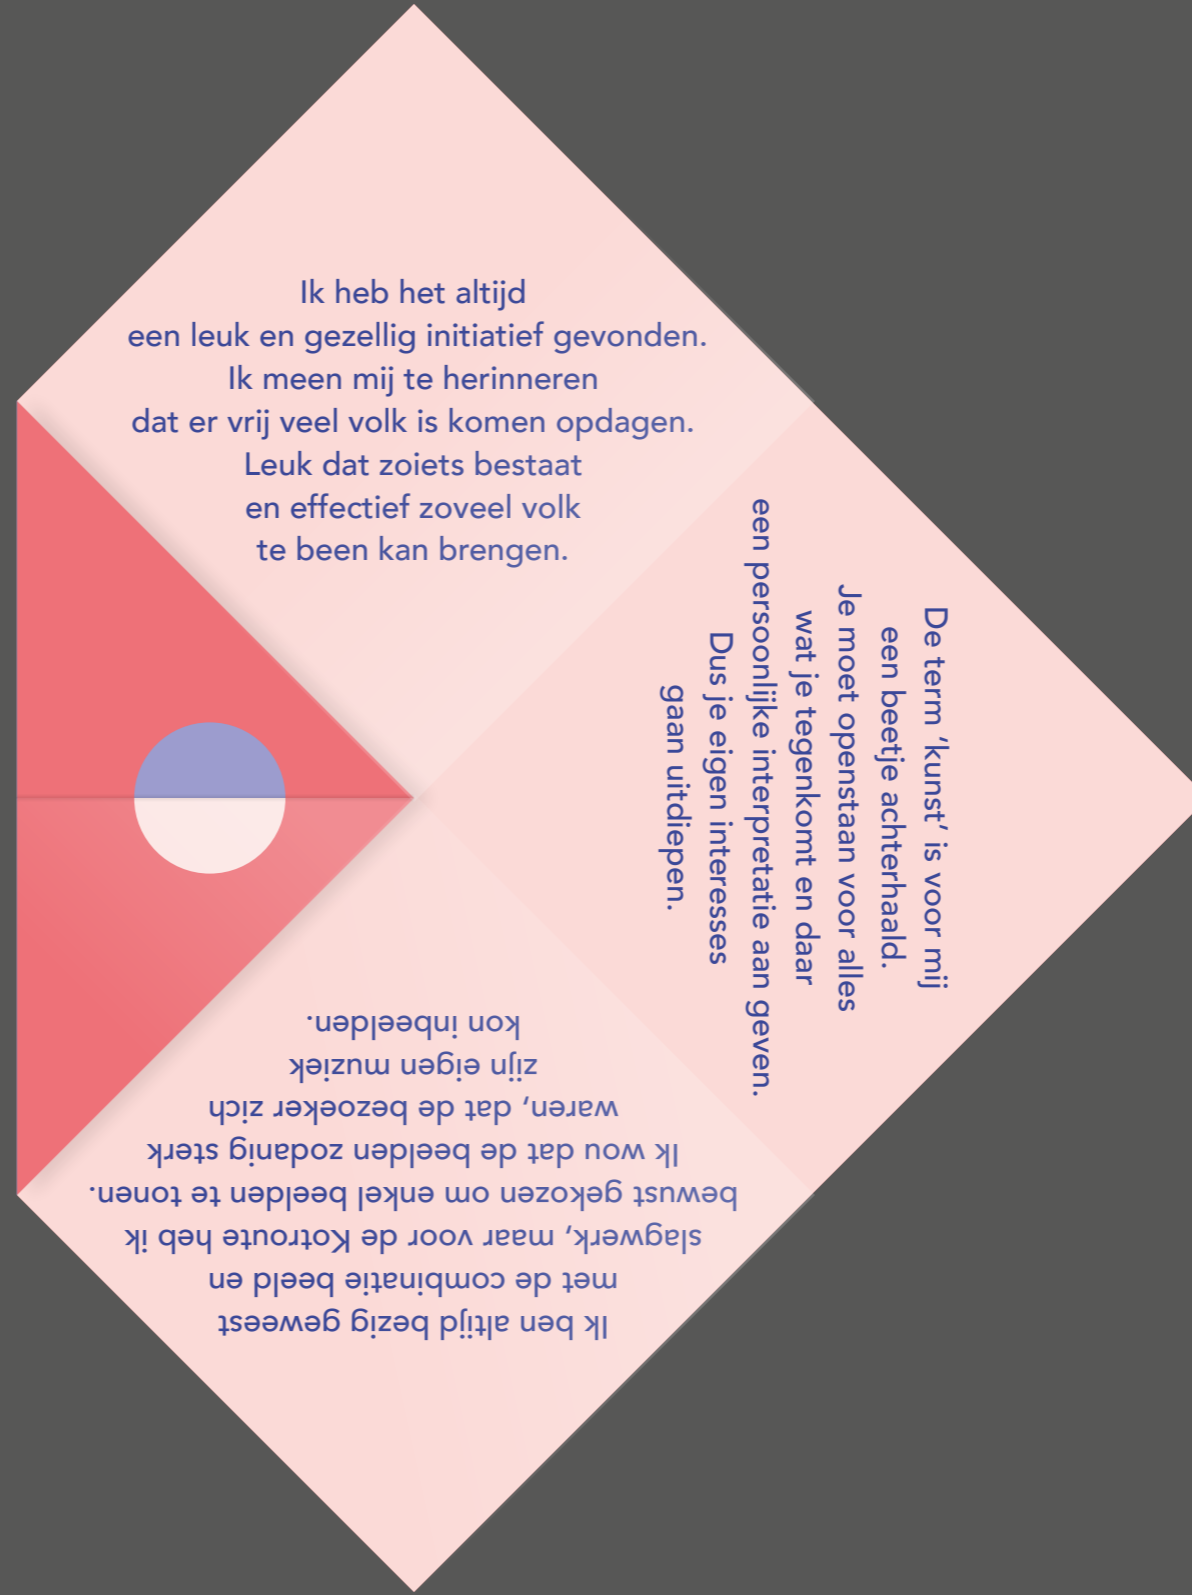 Ik heb het altijd
een leuk en gezellig initiatief gevonden.
Ik meen mij te herinneren
dat er vrij veel volk is komen opdagen.
Leuk dat zoiets bestaat
en effectief zoveel volk
te been kan brengen.
De term ‘kunst’ is voor mij
een beetje achterhaald.
Je moet openstaan voor alles
wat je tegenkomt en daar
een persoonlijke interpretatie aan geven.
Dus je eigen interesses
gaan uitdiepen.
Ik ben altijd bezig geweest
met de combinatie beeld en
slagwerk, maar voor de Kotroute heb ik
bewust gekozen om enkel beelden te tonen.
Ik wou dat de beelden zodanig sterk
waren, dat de bezoeker zich
zijn eigen muziek
kon inbeelden.